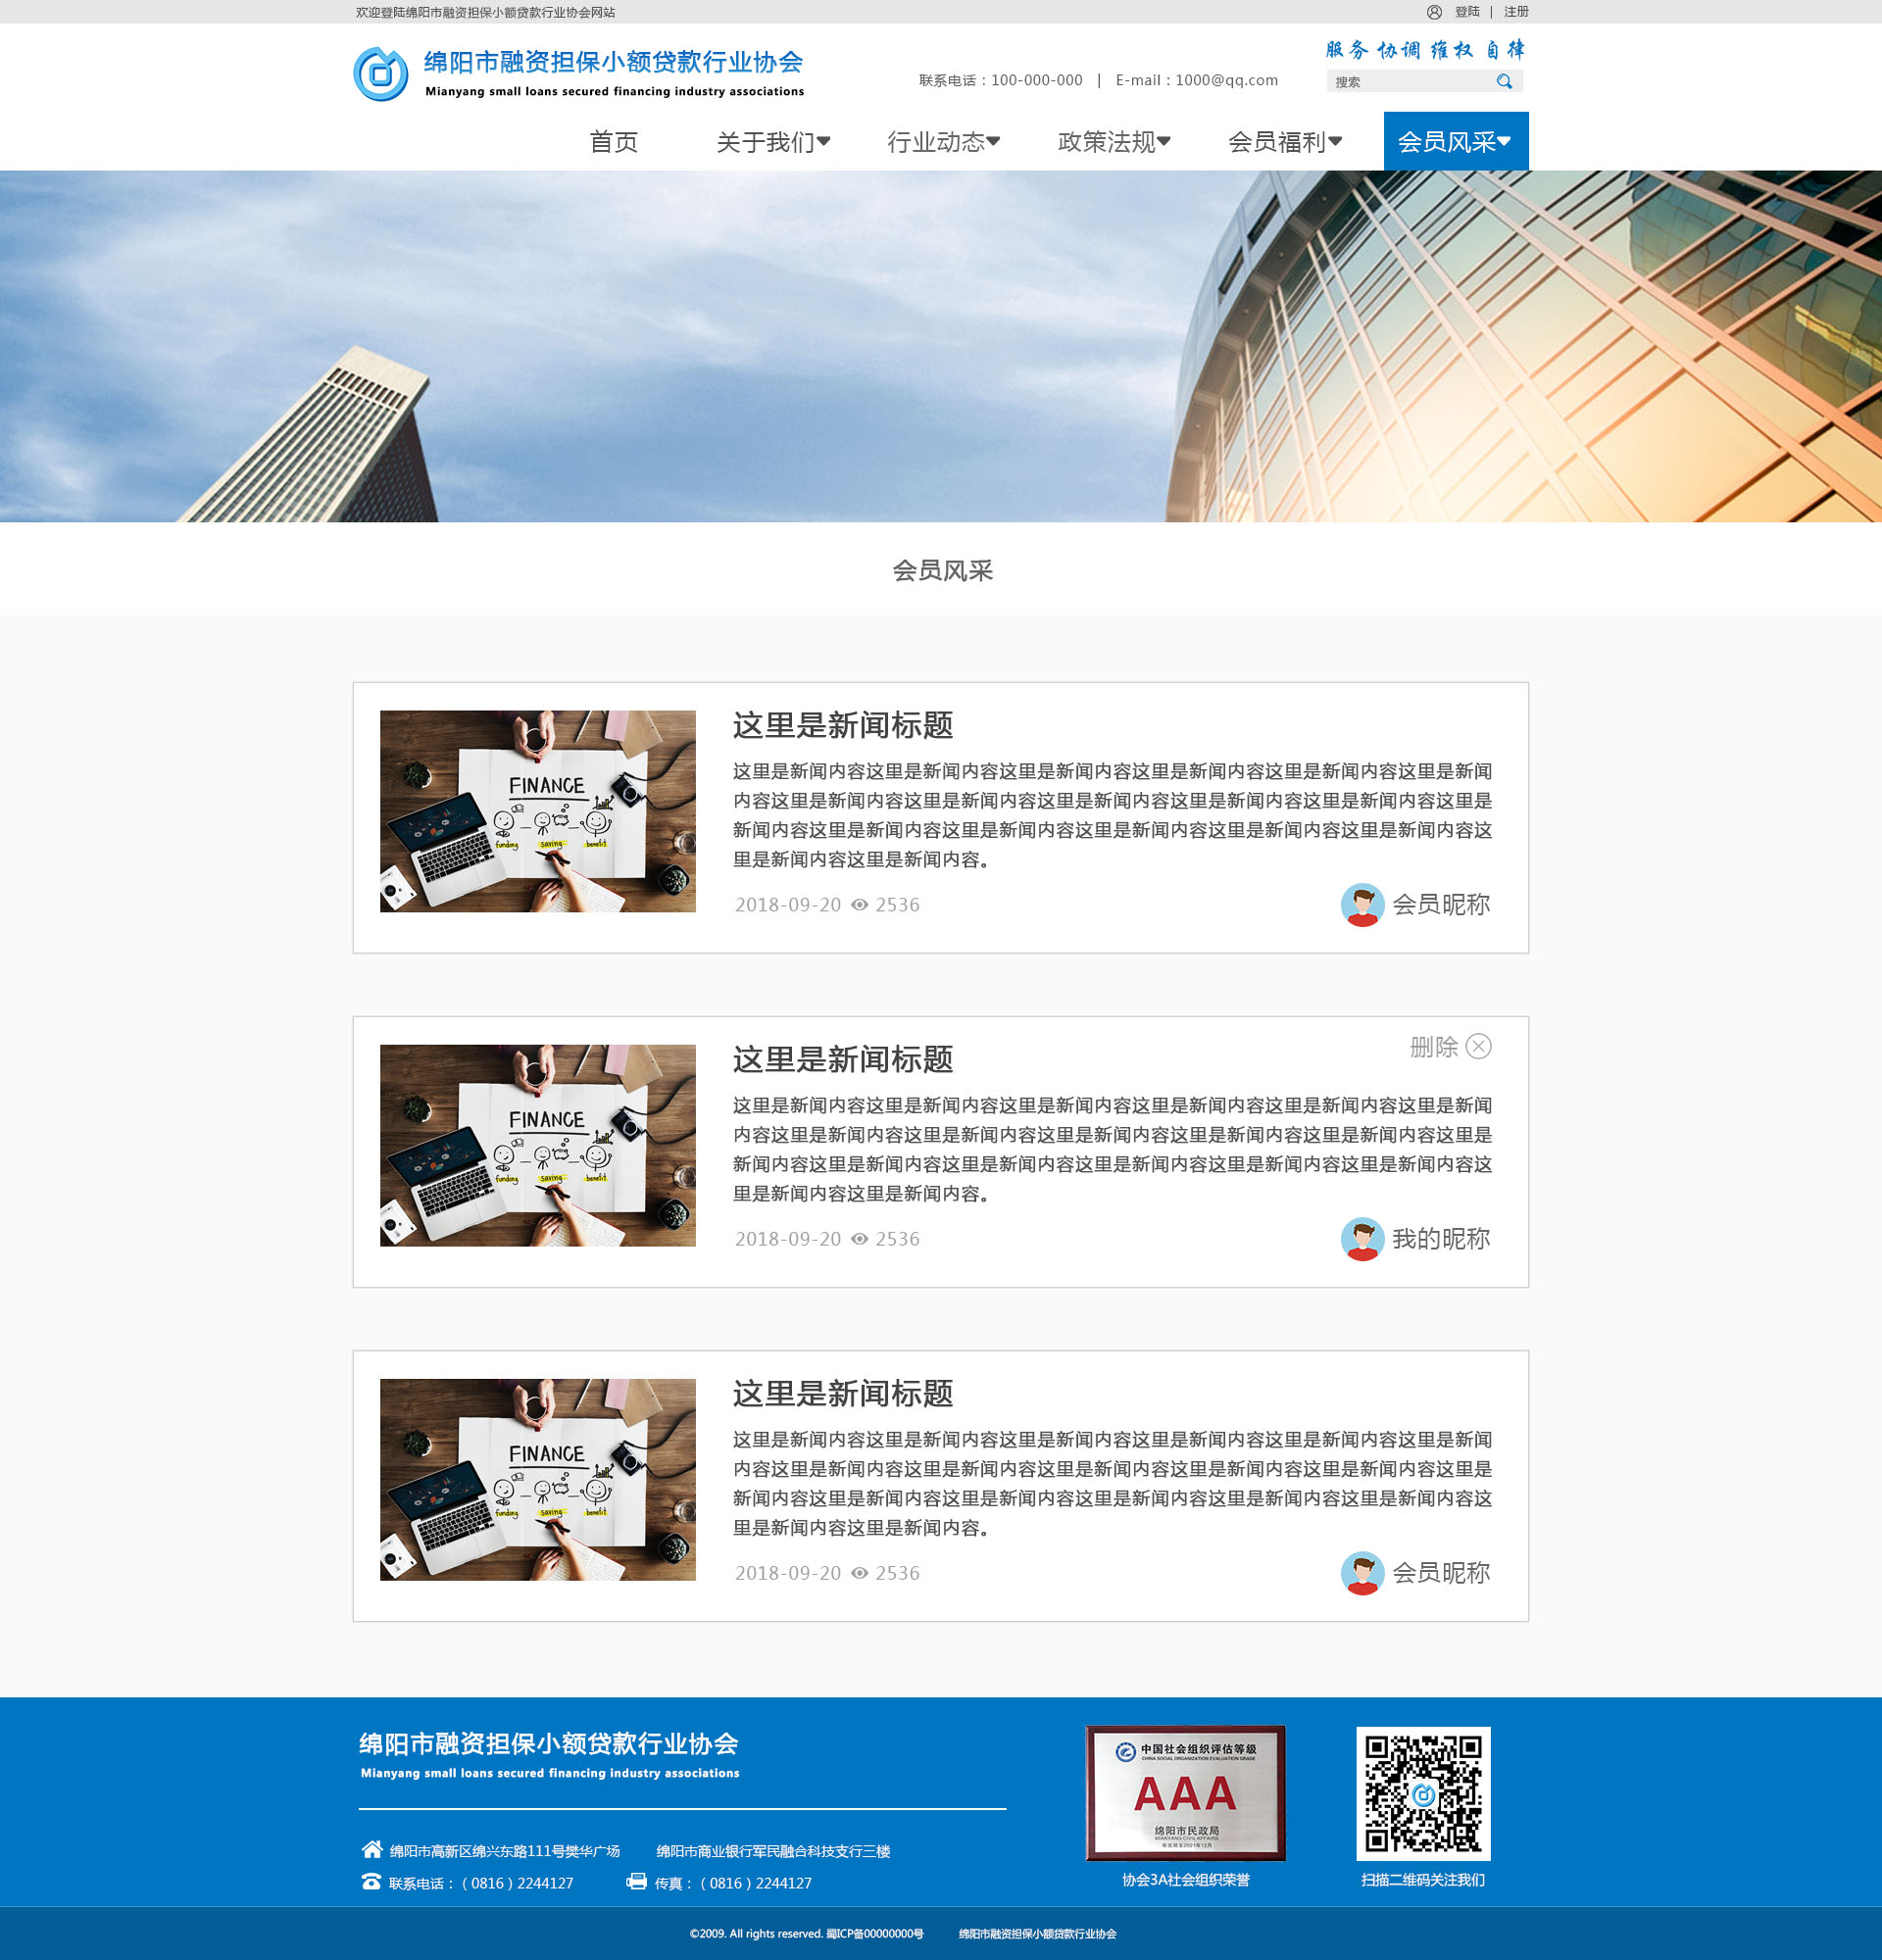 欢迎登陆绵阳市融资担保小额贷款行业协会网站
登陆 | 注册
绵阳市融资担保小额贷款行业协会
Mianyang small loans secured financing industry associations
联系电话：100-000-000 | E-mail：1000@qq.com
服务 协调 维权 自律
搜索
首页 关于我们 行业动态 政策法规 会员福利 会员风采
会员风采
FINANCE
funding saving benefit
这里是新闻标题
这里是新闻内容这里是新闻内容这里是新闻内容这里是新闻内容这里是新闻内容这里是新闻
内容这里是新闻内容这里是新闻内容这里是新闻内容这里是新闻内容这里是新闻内容这里是
新闻内容这里是新闻内容这里是新闻内容这里是新闻内容这里是新闻内容这里是新闻内容这
里是新闻内容这里是新闻内容。
2018-09-20 2536
会员昵称
FINANCE
funding saving benefit
这里是新闻标题
删除
这里是新闻内容这里是新闻内容这里是新闻内容这里是新闻内容这里是新闻内容这里是新闻
内容这里是新闻内容这里是新闻内容这里是新闻内容这里是新闻内容这里是新闻内容这里是
新闻内容这里是新闻内容这里是新闻内容这里是新闻内容这里是新闻内容这里是新闻内容这
里是新闻内容这里是新闻内容。
2018-09-20 2536
我的昵称
FINANCE
funding saving benefit
这里是新闻标题
这里是新闻内容这里是新闻内容这里是新闻内容这里是新闻内容这里是新闻内容这里是新闻
内容这里是新闻内容这里是新闻内容这里是新闻内容这里是新闻内容这里是新闻内容这里是
新闻内容这里是新闻内容这里是新闻内容这里是新闻内容这里是新闻内容这里是新闻内容这
里是新闻内容这里是新闻内容。
2018-09-20 2536
会员昵称
绵阳市融资担保小额贷款行业协会
Mianyang small loans secured financing industry associations
绵阳市高新区绵兴东路111号樊华广场 绵阳市商业银行军民融合科技支行三楼
联系电话：（0816）2244127 传真：（0816）2244127
中国社会组织评估等级
CHINA SOCIAL ORGANIZATION EVALUATION GRADE
AAA
绵阳市民政局
MIANYANG CIVIL AFFAIRS
有效期至2021年12月
协会3A社会组织荣誉
扫描二维码关注我们
©2009. All rights reserved. 蜀ICP备00000000号 绵阳市融资担保小额贷款行业协会